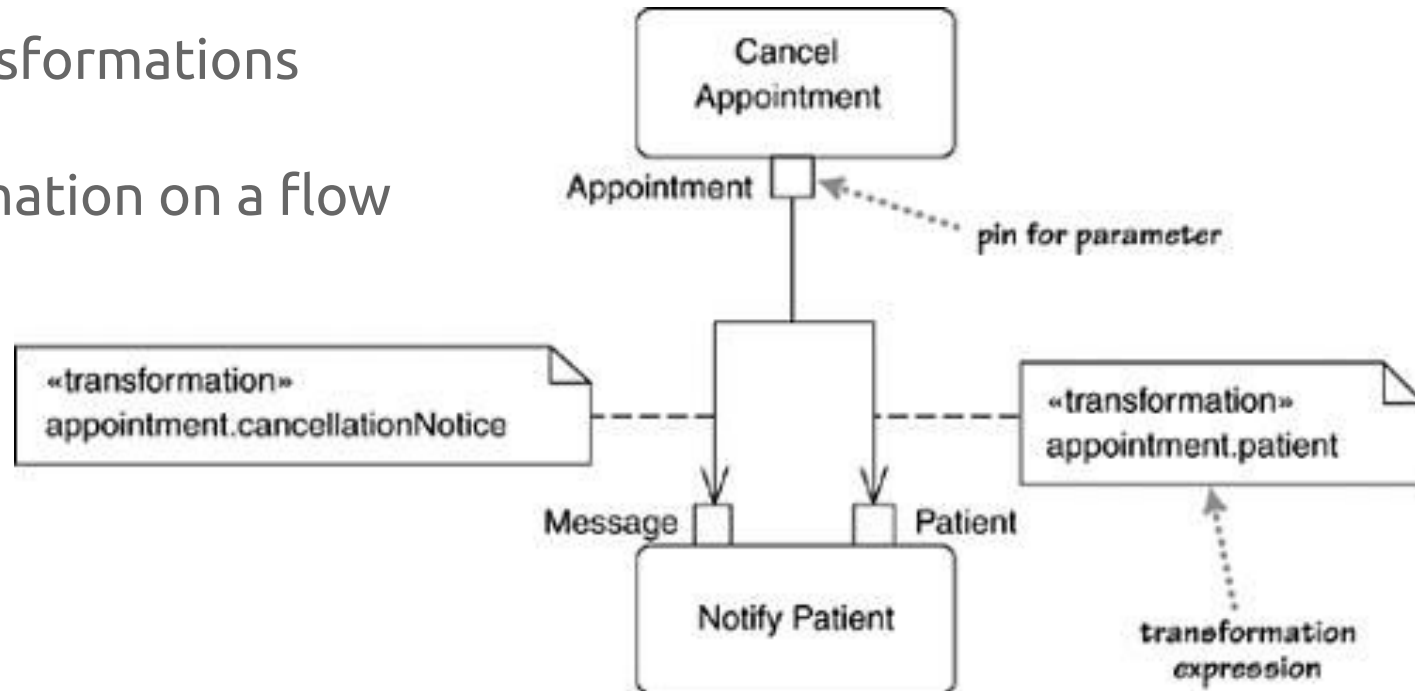 sformations
nation on a flow
Cancel
Appointment
Appointment
pin for parameter
«transformation»
appointment.cancellationNotice
«transformation»
appointment.patient
Message
Patient
Notify Patient
transformation
expression